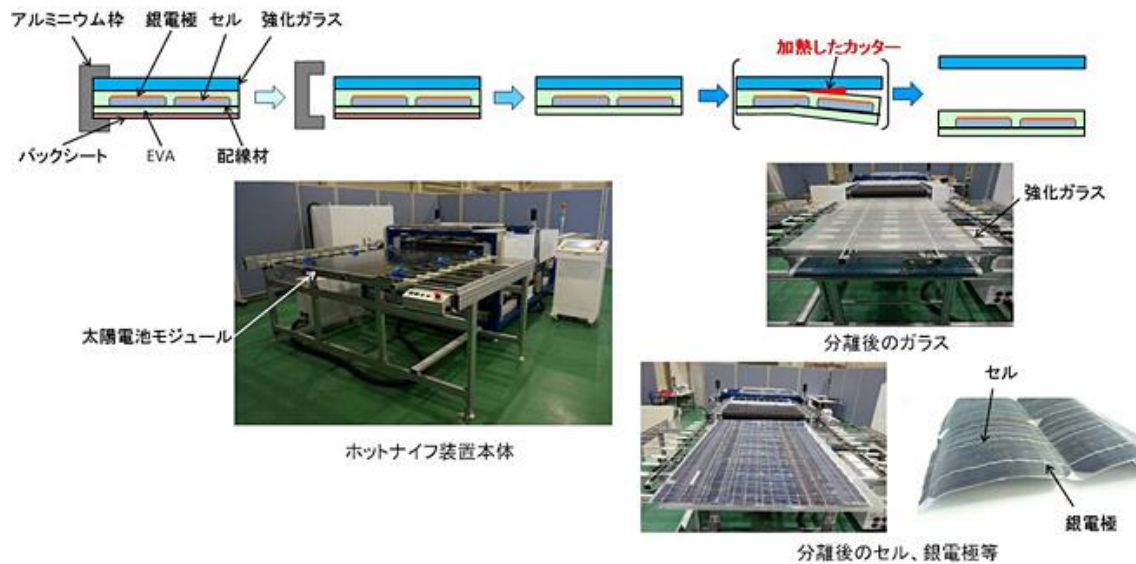 アルミニウム枠
銀電極
セル
強化ガラス
加熱したカッター
バックシート
EVA
配線材
強化ガラス
太陽電池モジュール
分離後のガラス
セル
ホットナイフ装置本体
銀電極
分離後のセル、銀電極等